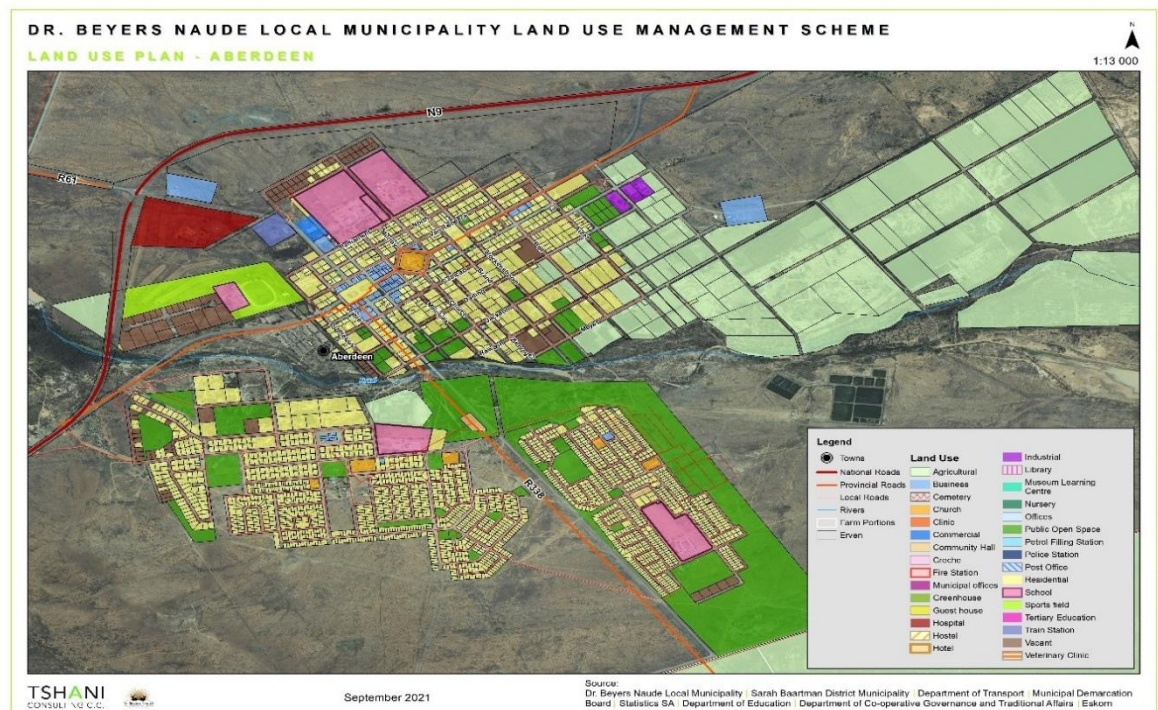 DR. BEYERS NAUDE LOCAL MUNICIPALITY LAND USE MANAGEMENT SCHEME
LAND USE PLAN - ABERDEEN
N
1:13 000
N9
R61
Aberdeen
R338
Legend
Towns
National Roads
Provincial Roads
Local Roads
Rivers
Farm Portions
Erven
Land Use
Agricultural
Business
Cemetery
Church
Clinic
Commercial
Community Hall
Creche
Fire Station
Municipal offices
Greenhouse
Guest house
Hospital
Hostel
Hotel
Industrial
Library
Museum Learning
Centre
Nursery
Offices
Public Open Space
Petrol Filling Station
Police Station
Post Office
Residential
School
Sports field
Tertiary Education
Train Station
Vacant
Veterinary Clinic
TSHANI
CONSULTING C.C.
September 2021
Source:
Dr. Beyers Naude Local Municipality | Sarah Baartman District Municipality | Department of Transport | Municipal Demarcation
Board | Statistics SA | Department of Education | Department of Co-operative Governance and Traditional Affairs | Eskom